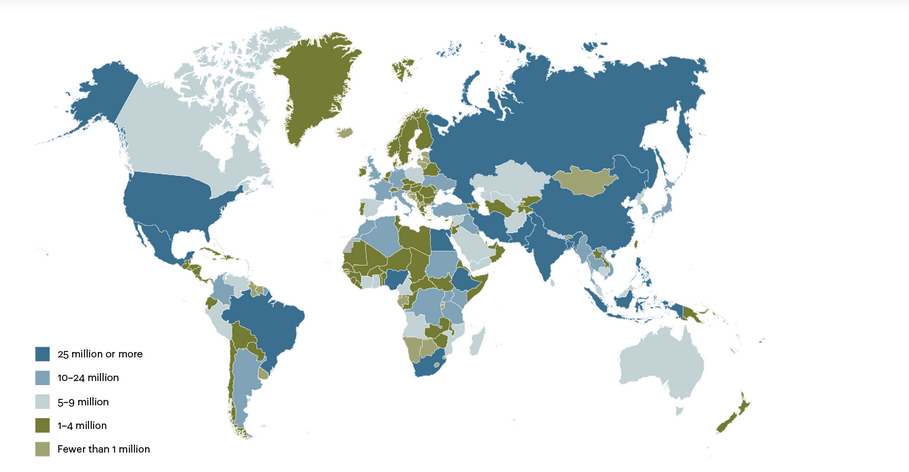 25 million or more
10–24 million
5–9 million
1–4 million
Fewer than 1 million